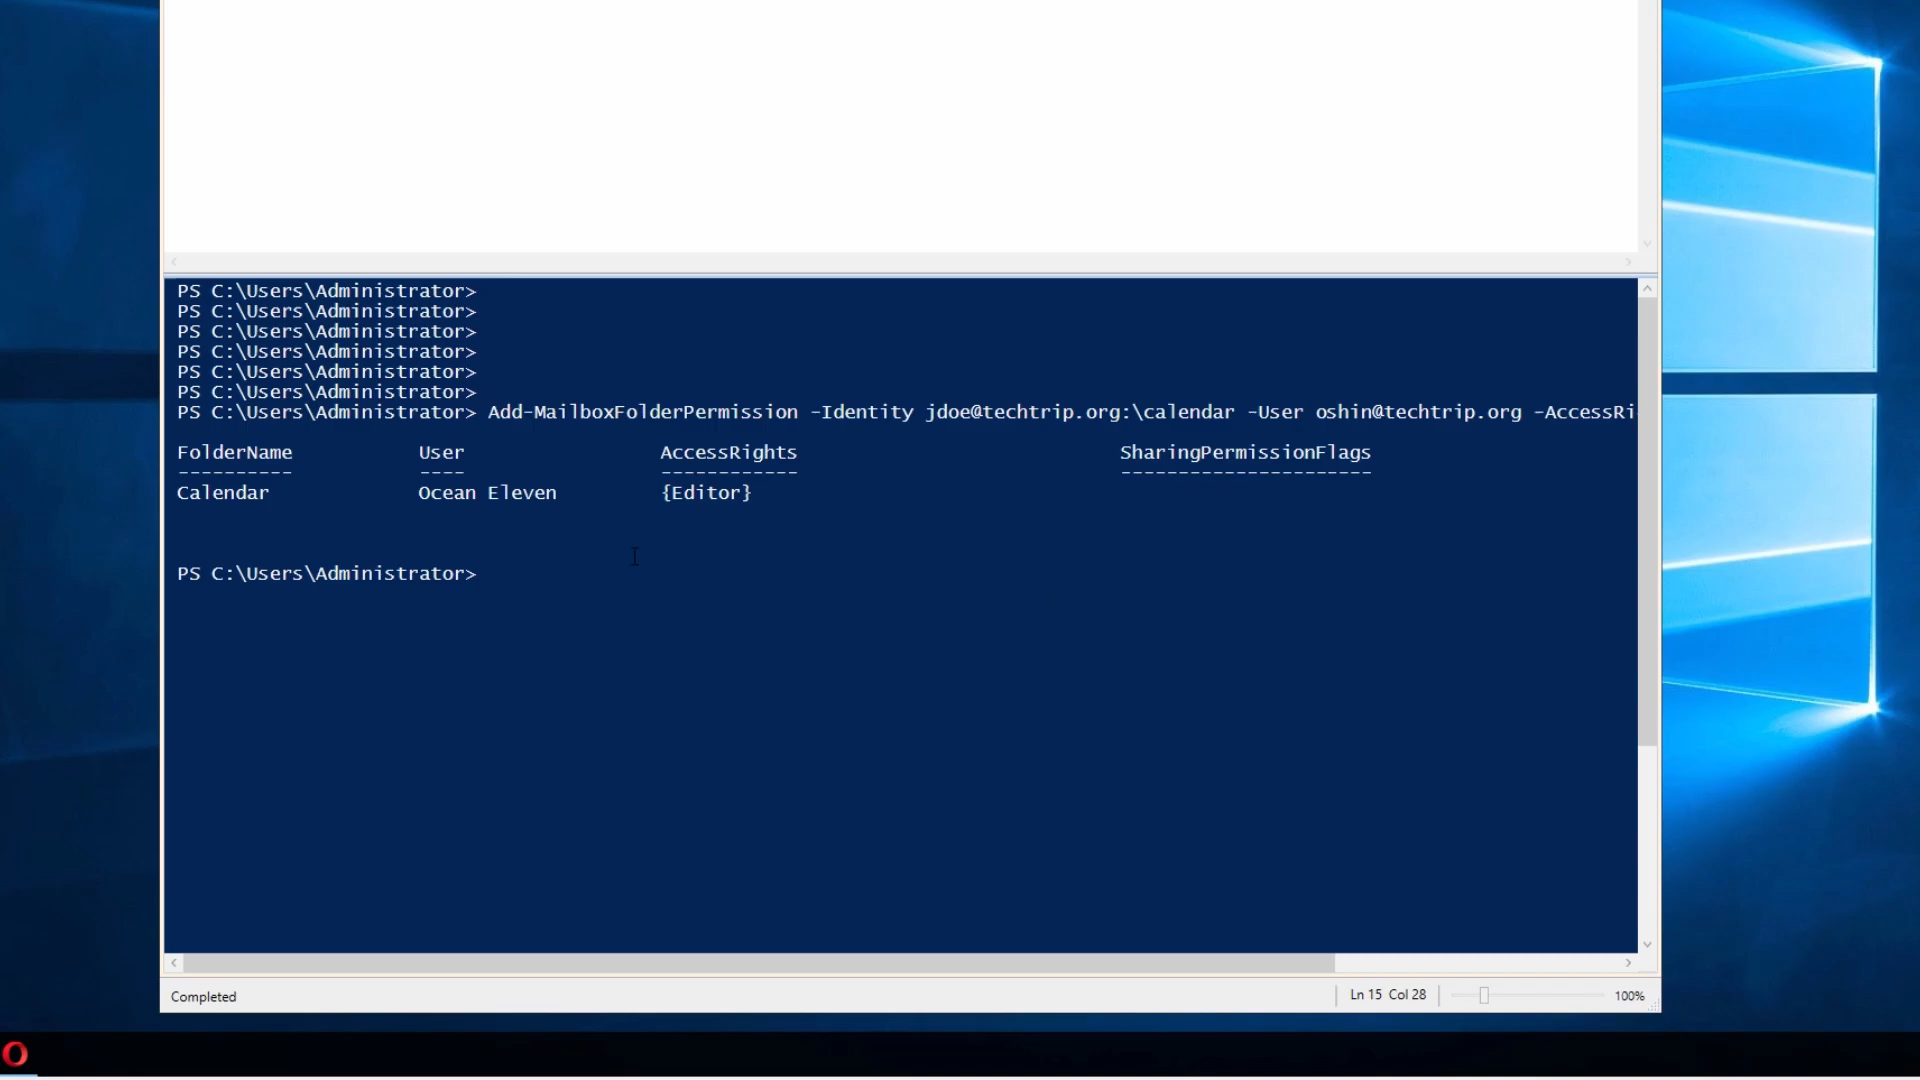 PS C:\Users\Administrator>
PS C:\Users\Administrator>
PS C:\Users\Administrator>
PS C:\Users\Administrator>
PS C:\Users\Administrator>
PS C:\Users\Administrator>
PS C:\Users\Administrator> Add-MailboxFolderPermission -Identity jdoe@techtrip.org:\calendar -User oshin@techtrip.org -AccessRi
FolderName User AccessRights SharingPermissionFlags
---------- ---- ------------ ----------------------
Calendar Ocean Eleven {Editor}
PS C:\Users\Administrator>
Completed Ln 15 Col 28 100%